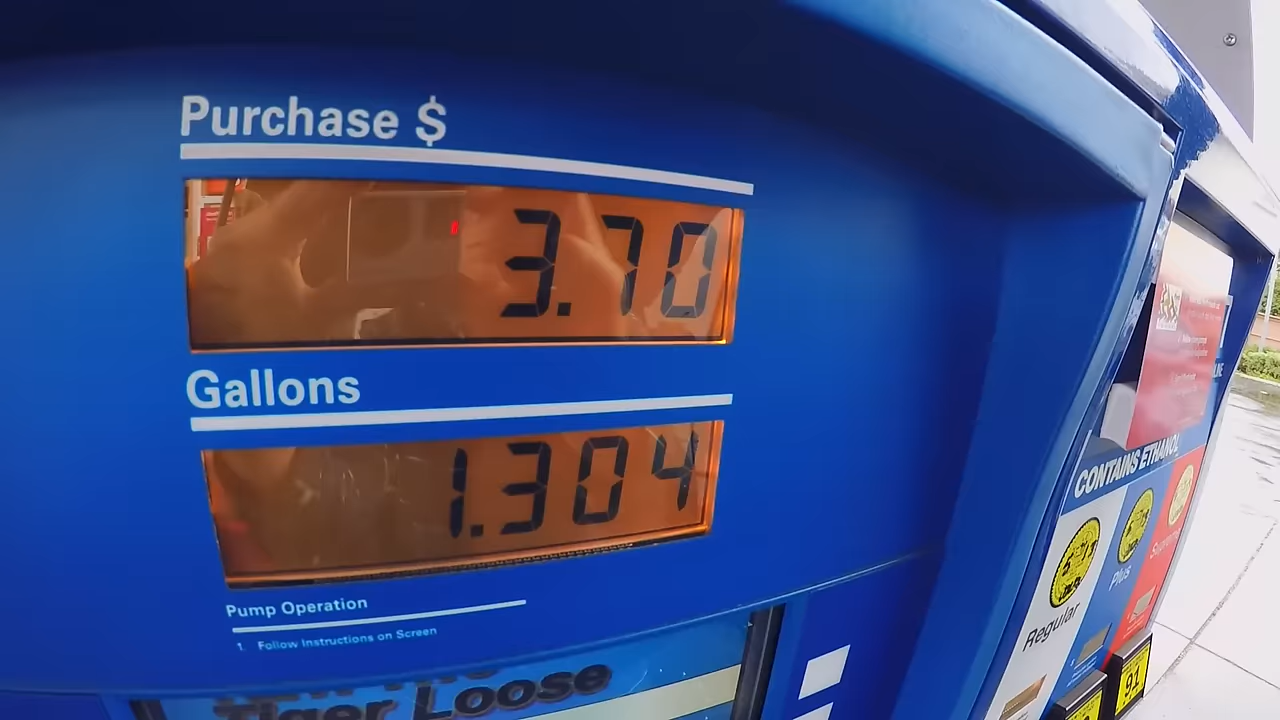 Purchase $
3.70
Gallons
1.304
Pump Operation
1. Follow Instructions on Screen
Tiger Loose
CONTAINS ETHANOL
Regular
Plus
91